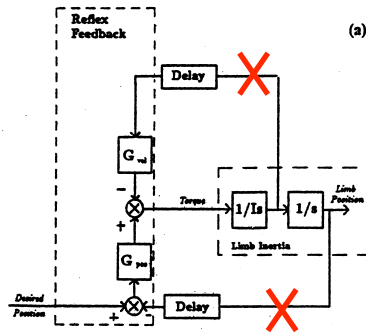 Reflex
Feedback
(a)
Delay
G vel
−
+
Torque
1/Is
1/s
Limb
Position
Limb Inertia
G pos
Desired
Position
+
−
Delay